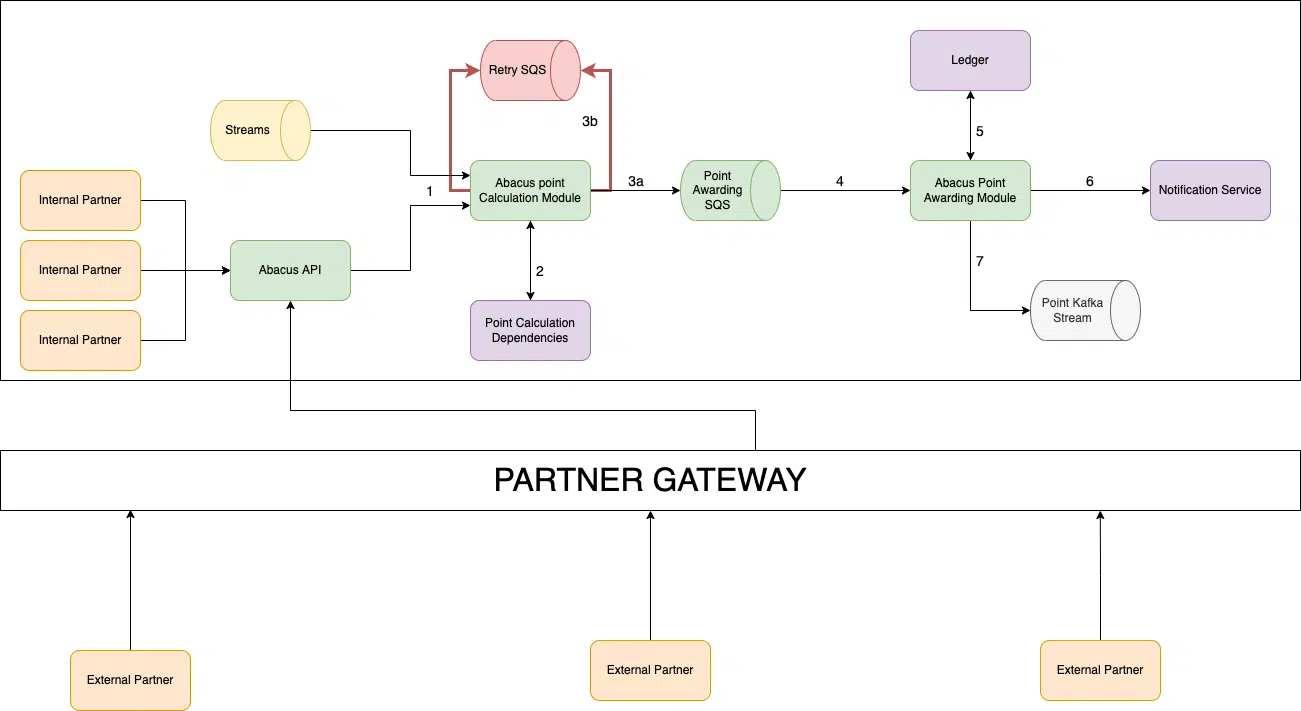 Ledger
Retry SQS
3b
Streams
5
Internal Partner
1
Abacus point
Calculation Module
3a
Point
Awarding
SQS
4
Abacus Point
Awarding Module
6
Notification Service
Internal Partner
Abacus API
2
7
Point Kafka
Stream
Internal Partner
Point Calculation
Dependencies
PARTNER GATEWAY
External Partner
External Partner
External Partner